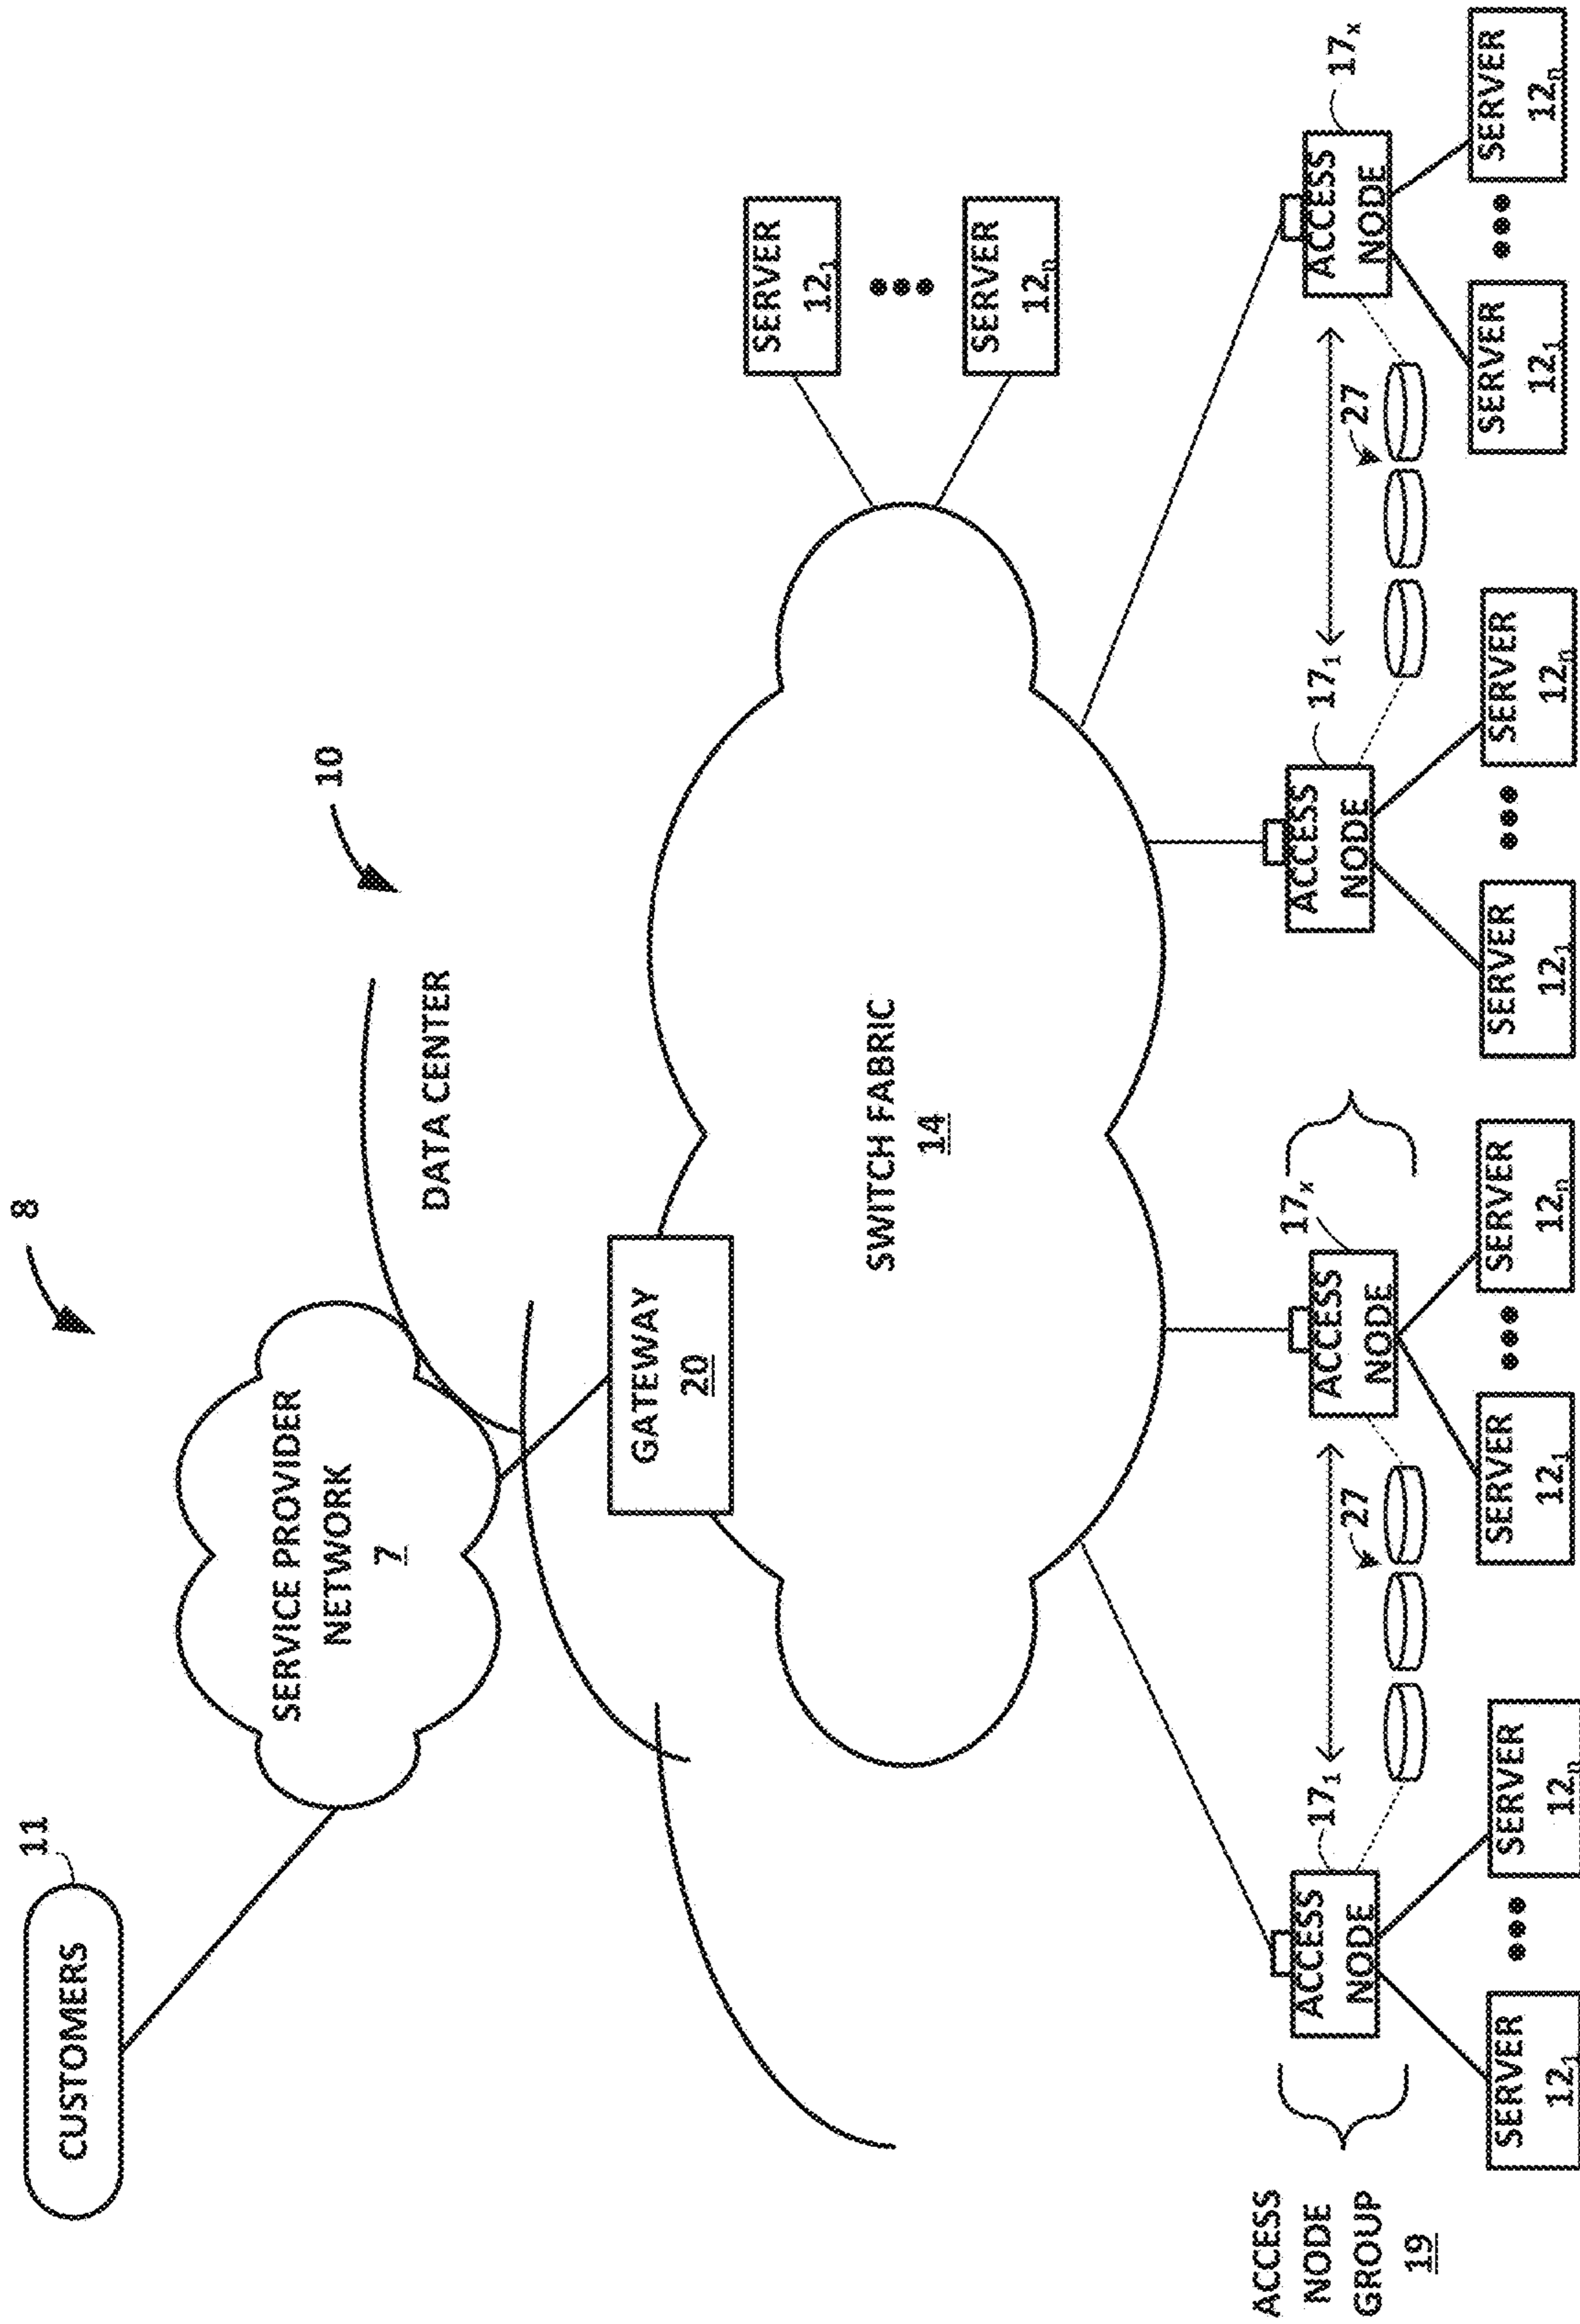 8
CUSTOMERS
11
SERVICE PROVIDER
NETWORK
7
10
DATA CENTER
GATEWAY
20
SWITCH FABRIC
14
SERVER
12₁
SERVER
12ₙ
ACCESS
NODE
GROUP
19
ACCESS
NODE
17₁
27
ACCESS
NODE
17ₓ
ACCESS
NODE
17₁
27
ACCESS
NODE
17ₓ
SERVER
12₁
SERVER
12ₙ
SERVER
12₁
SERVER
12ₙ
SERVER
12₁
SERVER
12ₙ
SERVER
12₁
SERVER
12ₙ